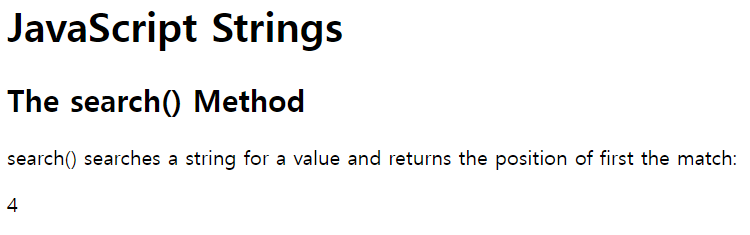 JavaScript Strings
The search() Method
search() searches a string for a value and returns the position of first the match:
4